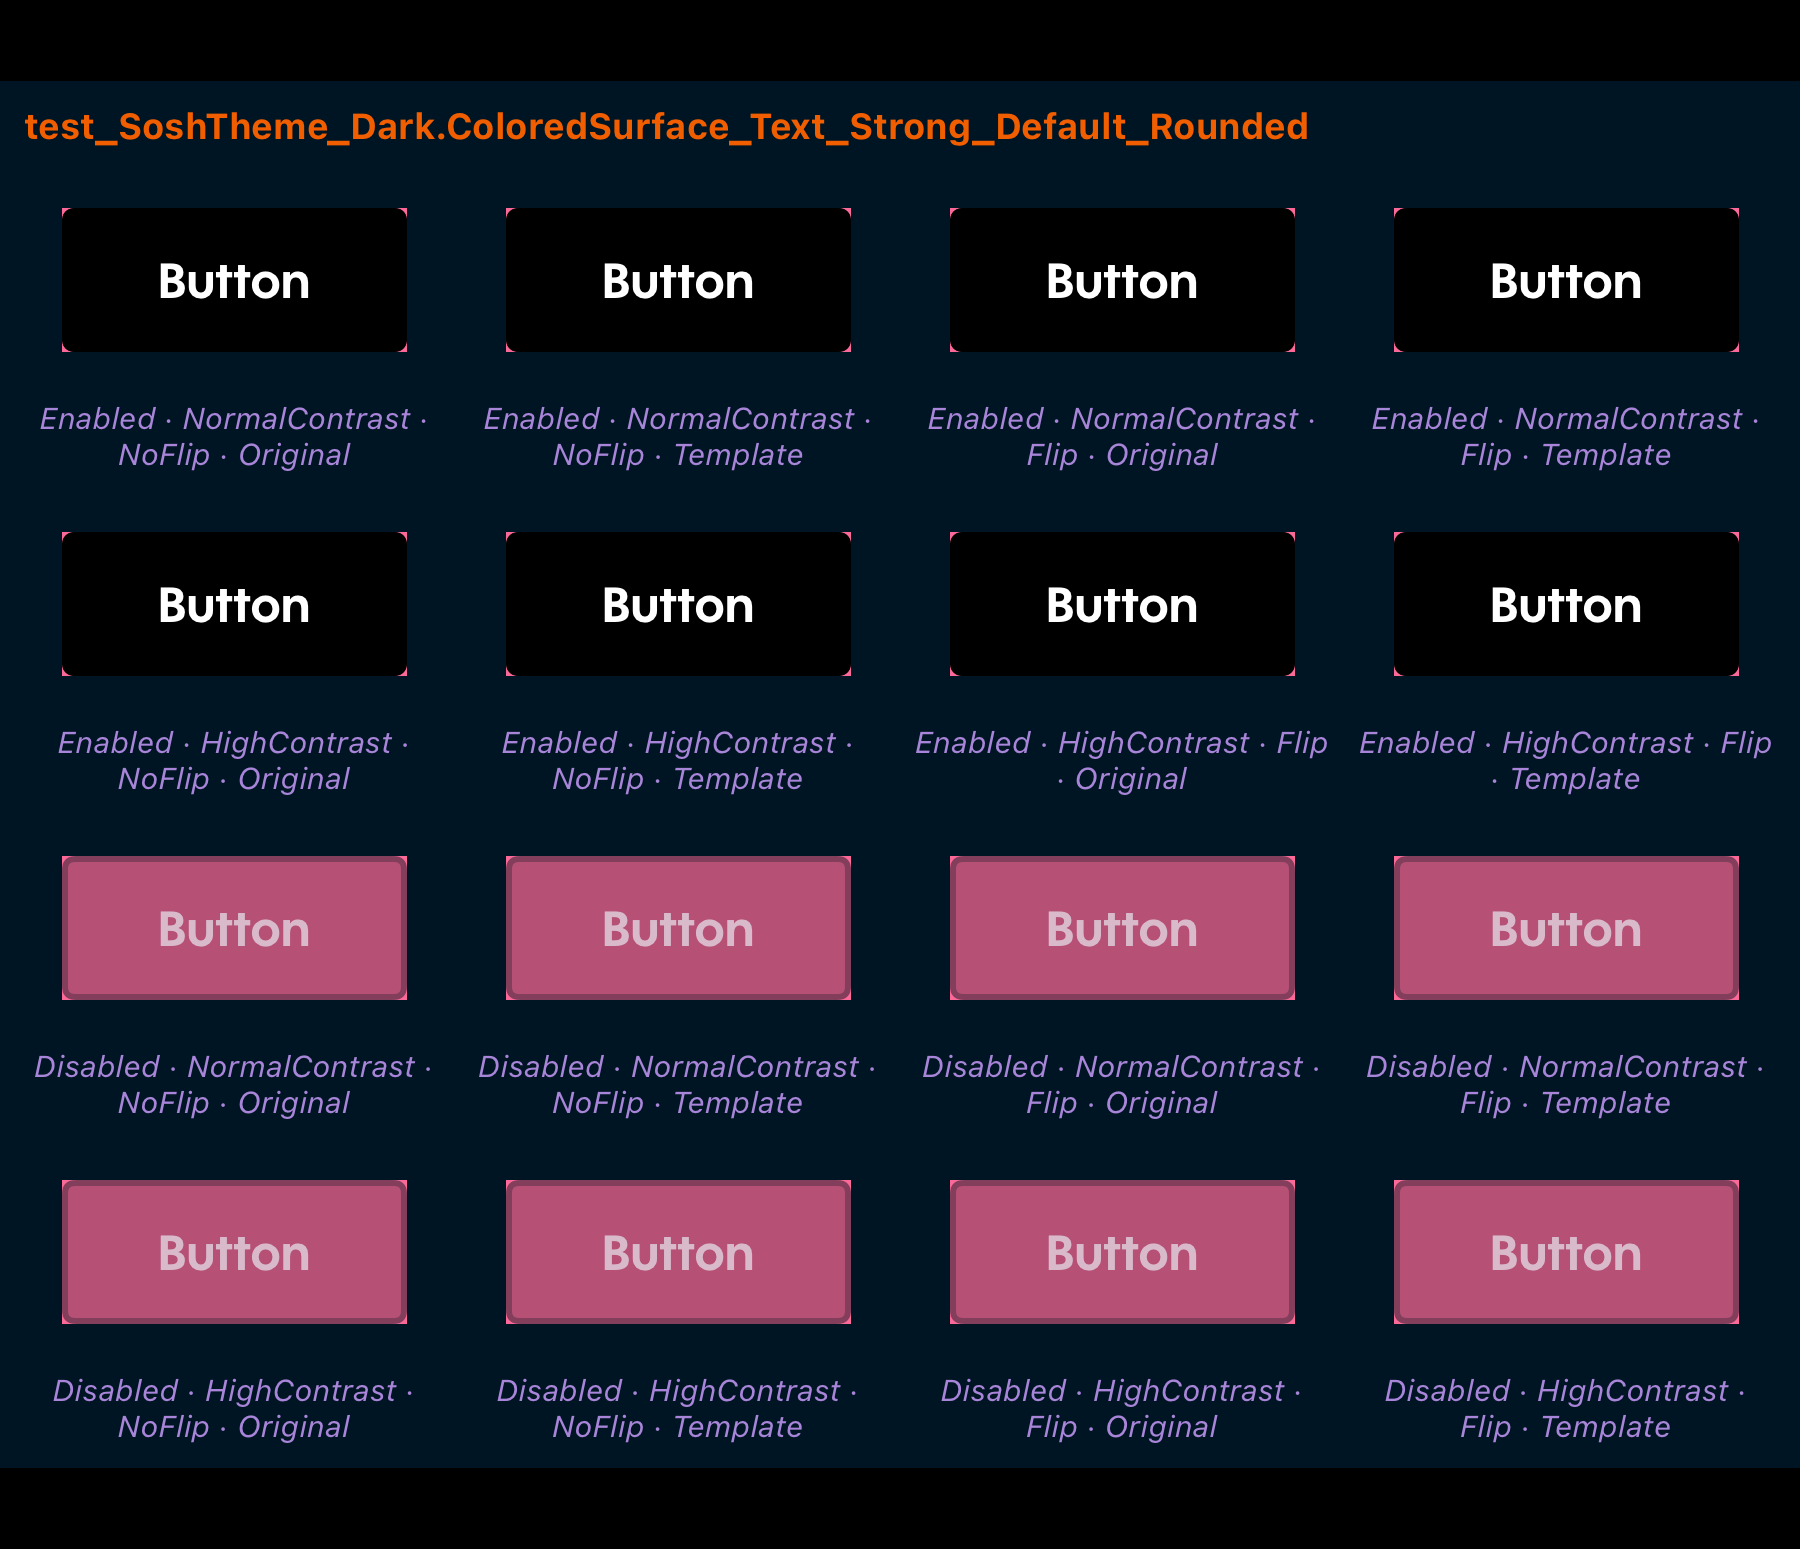 test_SoshTheme_Dark.ColoredSurface_Text_Strong_Default_Rounded
Button Button Button Button
Enabled · NormalContrast · Enabled · NormalContrast · Enabled · NormalContrast · Enabled · NormalContrast ·
NoFlip · Original NoFlip · Template Flip · Original Flip · Template
Button Button Button Button
Enabled · HighContrast · Enabled · HighContrast · Enabled · HighContrast · Flip Enabled · HighContrast · Flip
NoFlip · Original NoFlip · Template · Original · Template
Button Button Button Button
Disabled · NormalContrast · Disabled · NormalContrast · Disabled · NormalContrast · Disabled · NormalContrast ·
NoFlip · Original NoFlip · Template Flip · Original Flip · Template
Button Button Button Button
Disabled · HighContrast · Disabled · HighContrast · Disabled · HighContrast · Disabled · HighContrast ·
NoFlip · Original NoFlip · Template Flip · Original Flip · Template